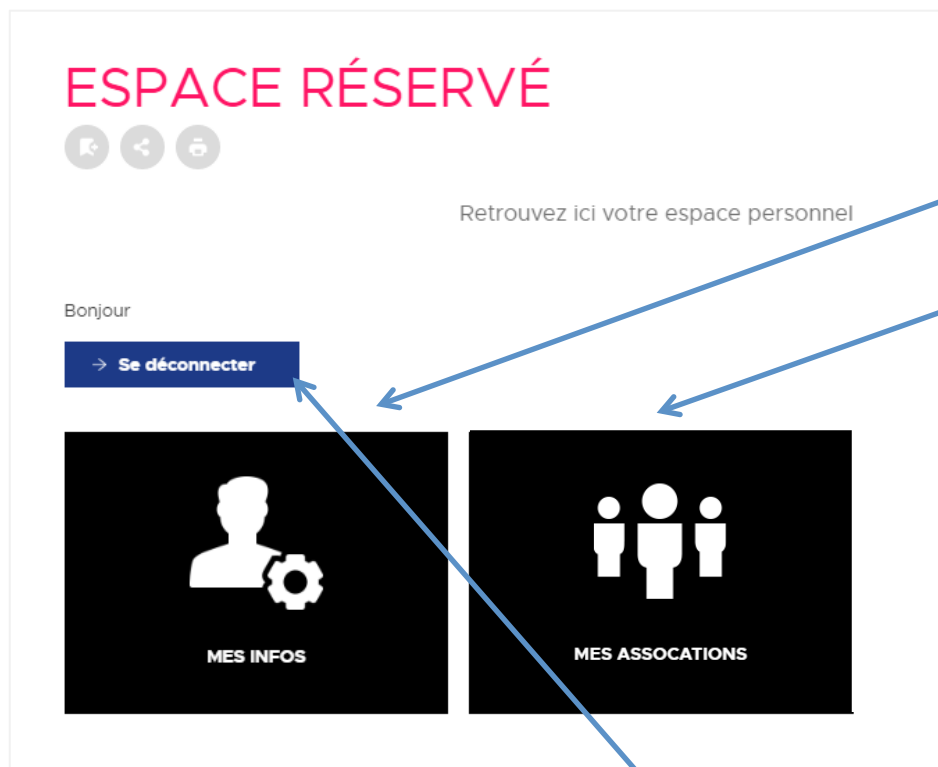 ESPACE RÉSERVÉ
Retrouvez ici votre espace personnel
Bonjour
→ Se déconnecter
MES INFOS
MES ASSOCATIONS